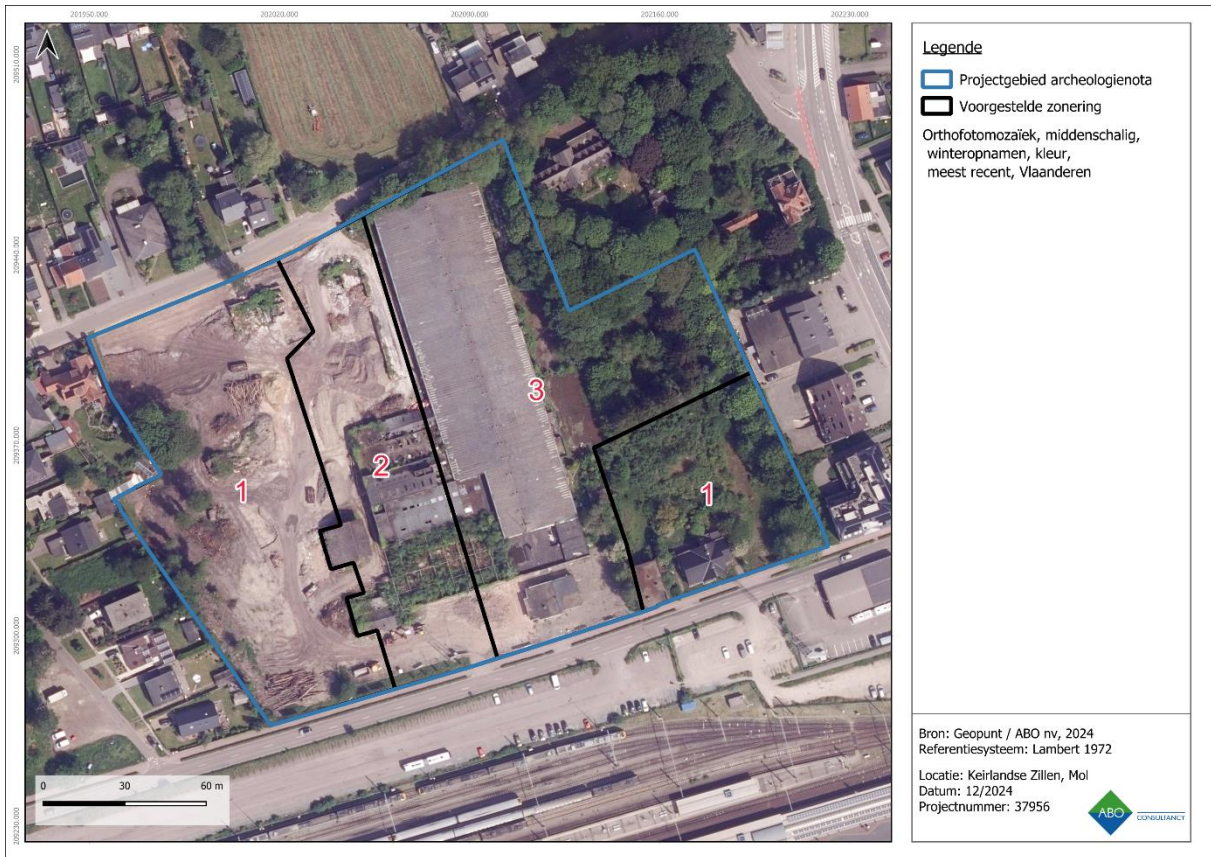 201950.000
202020.000
202090.000
202160.000
202230.000
209510.000
209440.000
209370.000
209300.000
209230.000
1
2
3
1
0 30 60 m
Legende
Projectgebied archeologienota
Voorgestelde zonering
Orthofotomozaïek, middenschalig,
winteropnamen, kleur,
meest recent, Vlaanderen
Bron: Geopunt / ABO nv, 2024
Referentiesysteem: Lambert 1972
Locatie: Keirlandse Zillen, Mol
Datum: 12/2024
Projectnummer: 37956
ABO CONSULTANCY